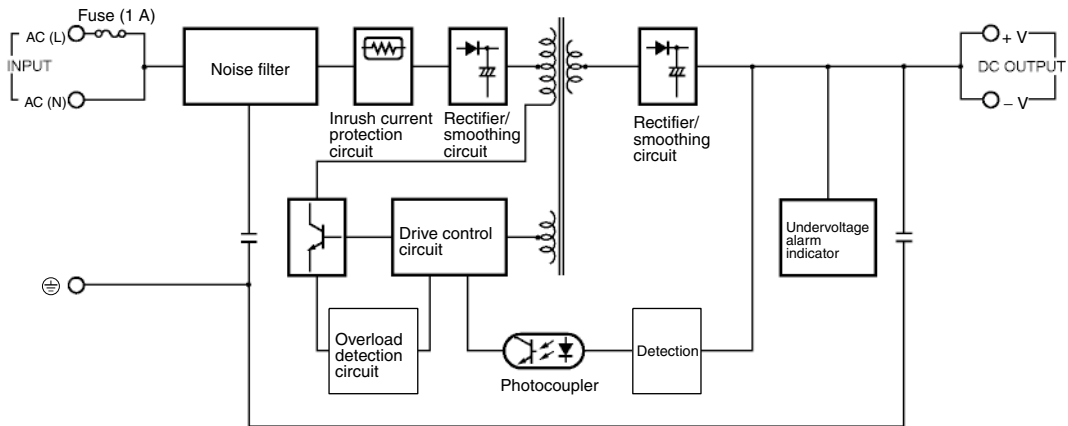 Fuse (1 A)
AC (L)
INPUT
AC (N)
Noise filter
Inrush current
protection
circuit
Rectifier/
smoothing
circuit
Rectifier/
smoothing
circuit
+ V
DC OUTPUT
– V
Drive control
circuit
Undervoltage
alarm
indicator
Overload
detection
circuit
Photocoupler
Detection